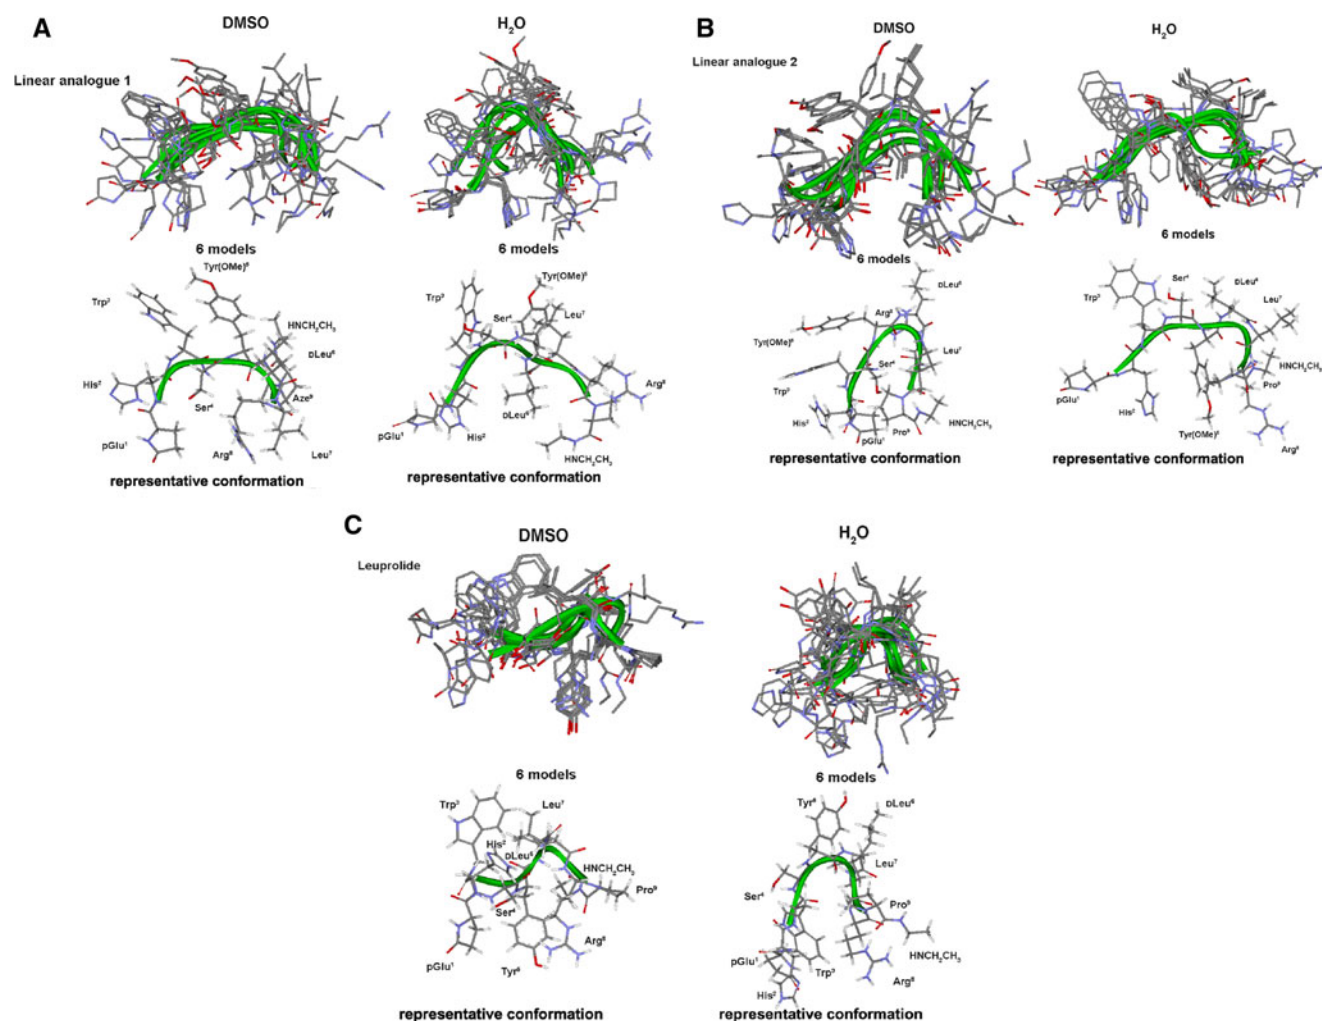 A
DMSO
H₂O
Linear analogue 1
6 models
6 models
Tyr(OMe)⁵
Trp³
HNCH₂CH₃
DLeu⁶
His²
Aze⁹
Ser⁴
pGlu¹
Arg⁸
Leu⁷
representative conformation
Tyr(OMe)⁵
Trp³
Ser⁴
Leu⁷
Arg⁸
DLeu⁶
pGlu¹
His²
HNCH₂CH₃
representative conformation
B
DMSO
H₂O
Linear analogue 2
6 models
6 models
DLeu⁶
Arg⁸
Tyr(OMe)⁵
Leu⁷
Ser⁴
Trp³
His²
pGlu¹
Pro⁹
HNCH₂CH₃
representative conformation
Ser⁴
DLeu⁶
Trp³
Leu⁷
HNCH₂CH₃
pGlu¹
Pro⁹
His²
Tyr(OMe)⁵
Arg⁸
representative conformation
C
DMSO
H₂O
Leuprolide
6 models
6 models
Trp³
Leu⁷
His²
DLeu⁶
HNCH₂CH₃
Pro⁹
Ser⁴
Arg⁸
pGlu¹
Tyr⁵
representative conformation
Tyr⁵
DLeu⁶
Leu⁷
Ser⁴
Pro⁹
HNCH₂CH₃
pGlu¹
Trp³
Arg⁸
His²
representative conformation